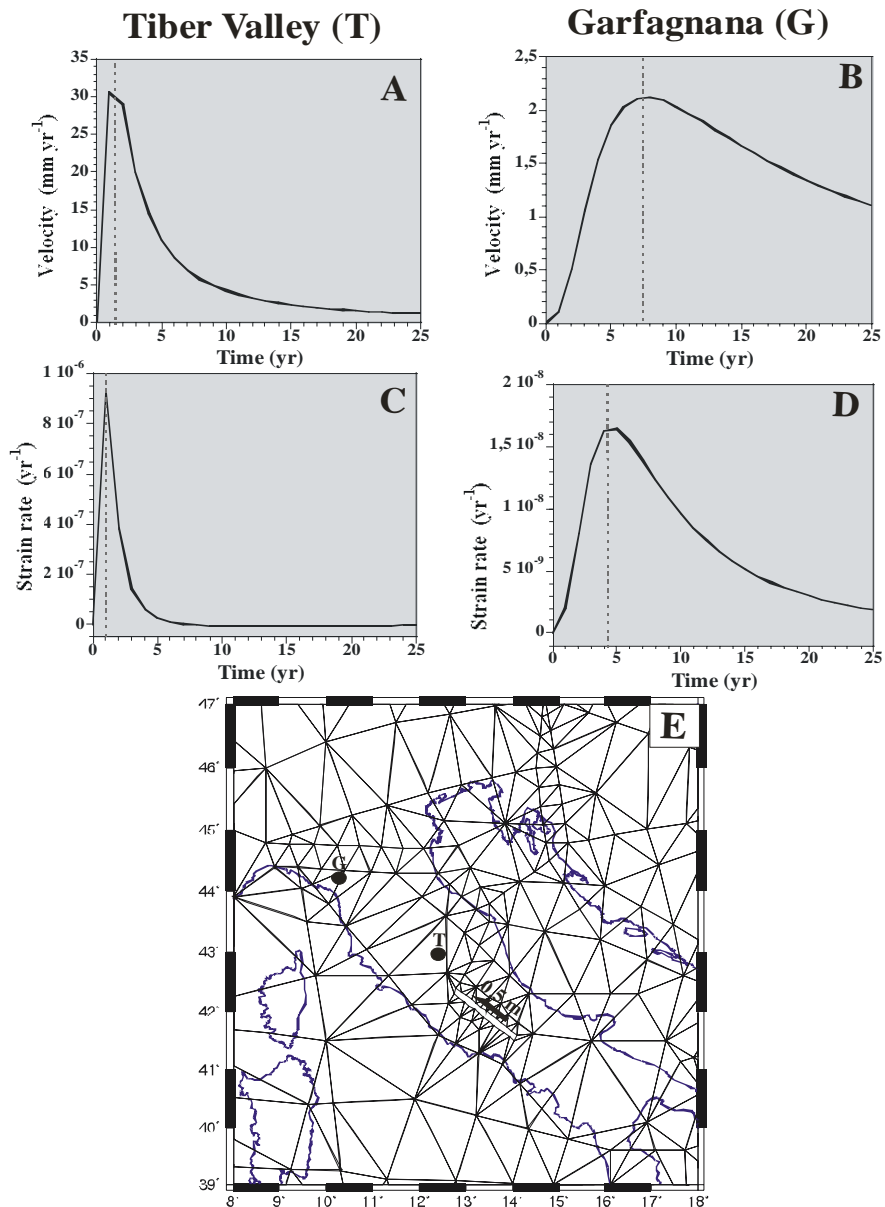 Tiber Valley (T)
Garfagnana (G)
A
Velocity (mm yr-1)
35
30
25
20
15
10
5
0
0 5 10 15 20 25
Time (yr)
B
Velocity (mm yr-1)
2,5
2
1,5
1
0,5
0
0 5 10 15 20 25
Time (yr)
C
Strain rate (yr-1)
1 10-6
8 10-7
6 10-7
4 10-7
2 10-7
0
0 5 10 15 20 25
Time (yr)
D
Strain rate (yr-1)
2 10-8
1,5 10-8
1 10-8
5 10-9
0
0 5 10 15 20 25
Time (yr)
E
47′
46′
45′
44′
43′
42′
41′
40′
39′
G
T
0.5 m
8′ 9′ 10′ 11′ 12′ 13′ 14′ 15′ 16′ 17′ 18′